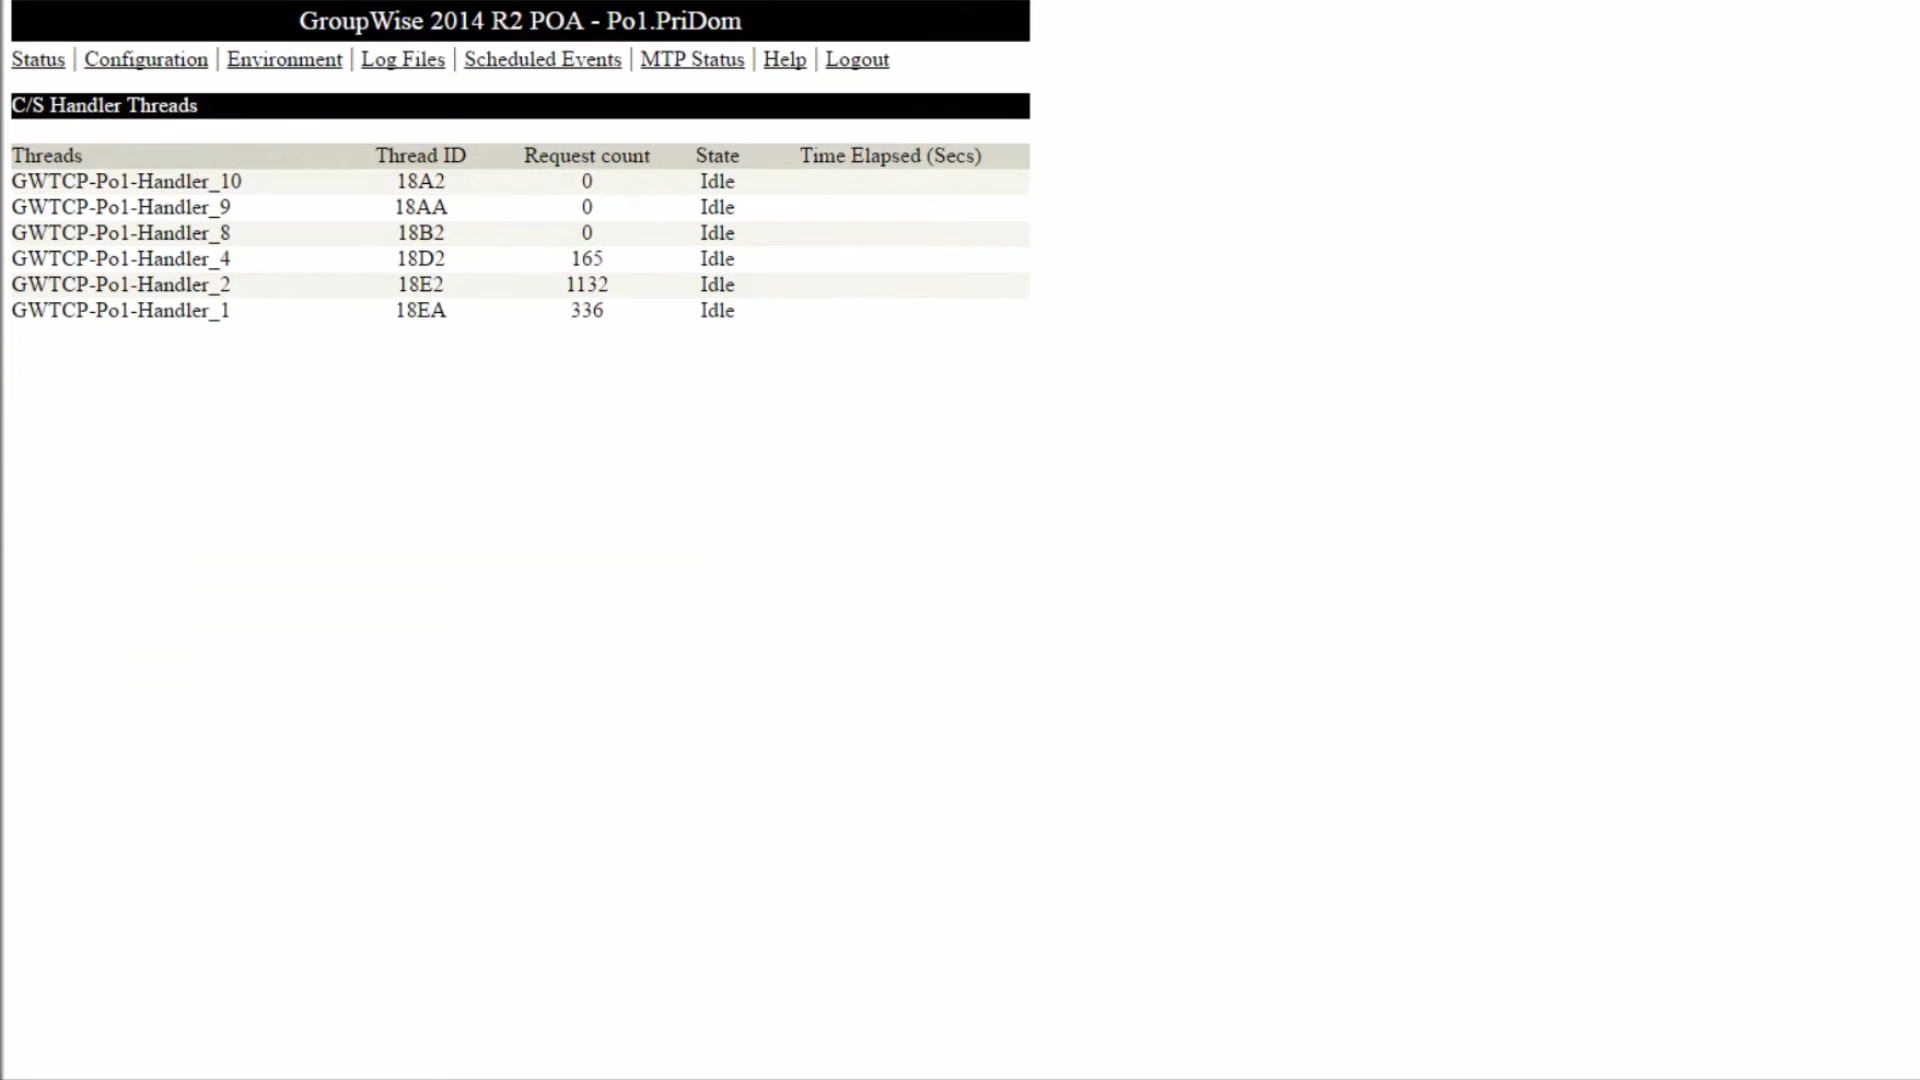 GroupWise 2014 R2 POA - Po1.PriDom
Status | Configuration | Environment | Log Files | Scheduled Events | MTP Status | Help | Logout
C/S Handler Threads
Threads Thread ID Request count State Time Elapsed (Secs)
GWTCP-Po1-Handler_10 18A2 0 Idle
GWTCP-Po1-Handler_9 18AA 0 Idle
GWTCP-Po1-Handler_8 18B2 0 Idle
GWTCP-Po1-Handler_4 18D2 165 Idle
GWTCP-Po1-Handler_2 18E2 1132 Idle
GWTCP-Po1-Handler_1 18EA 336 Idle